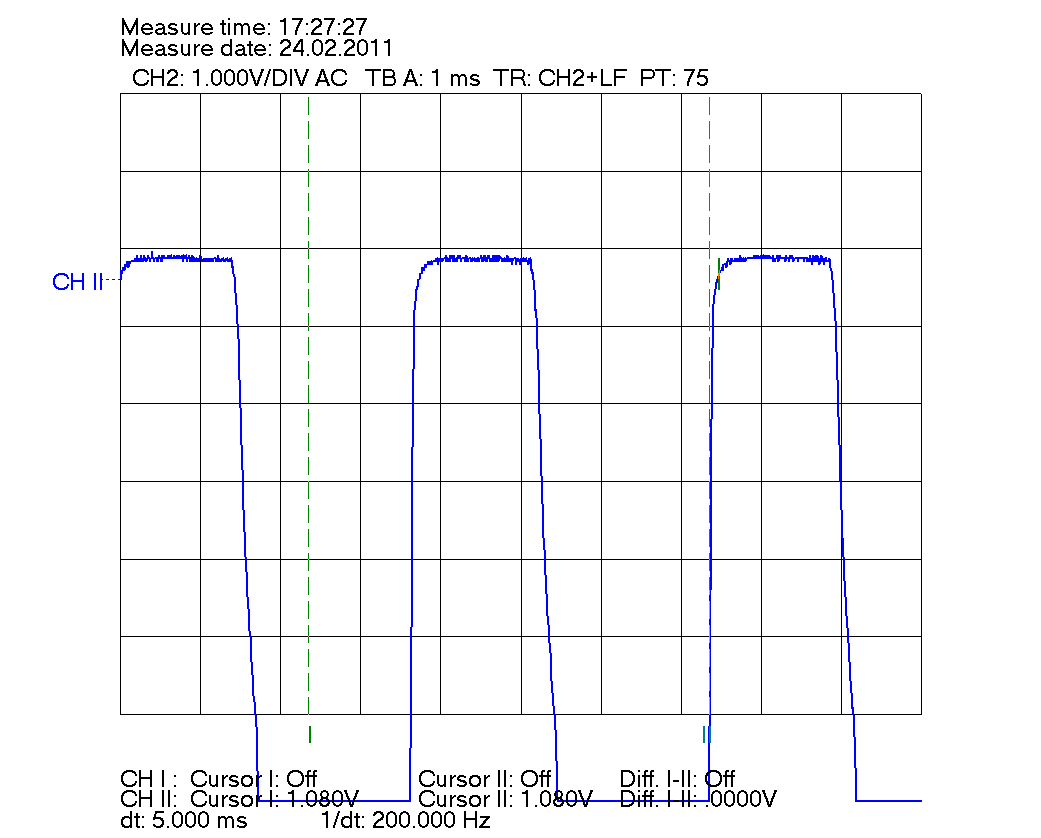 Measure time: 17:27:27
Measure date: 24.02.2011
CH2: 1.000V/DIV AC TB A: 1 ms TR: CH2+LF PT: 75
CH II
I
II
CH I : Cursor I: Off Cursor II: Off Diff. I-II: Off
CH II: Cursor I: 1.080V Cursor II: 1.080V Diff. I-II: .0000V
dt: 5.000 ms 1/dt: 200.000 Hz